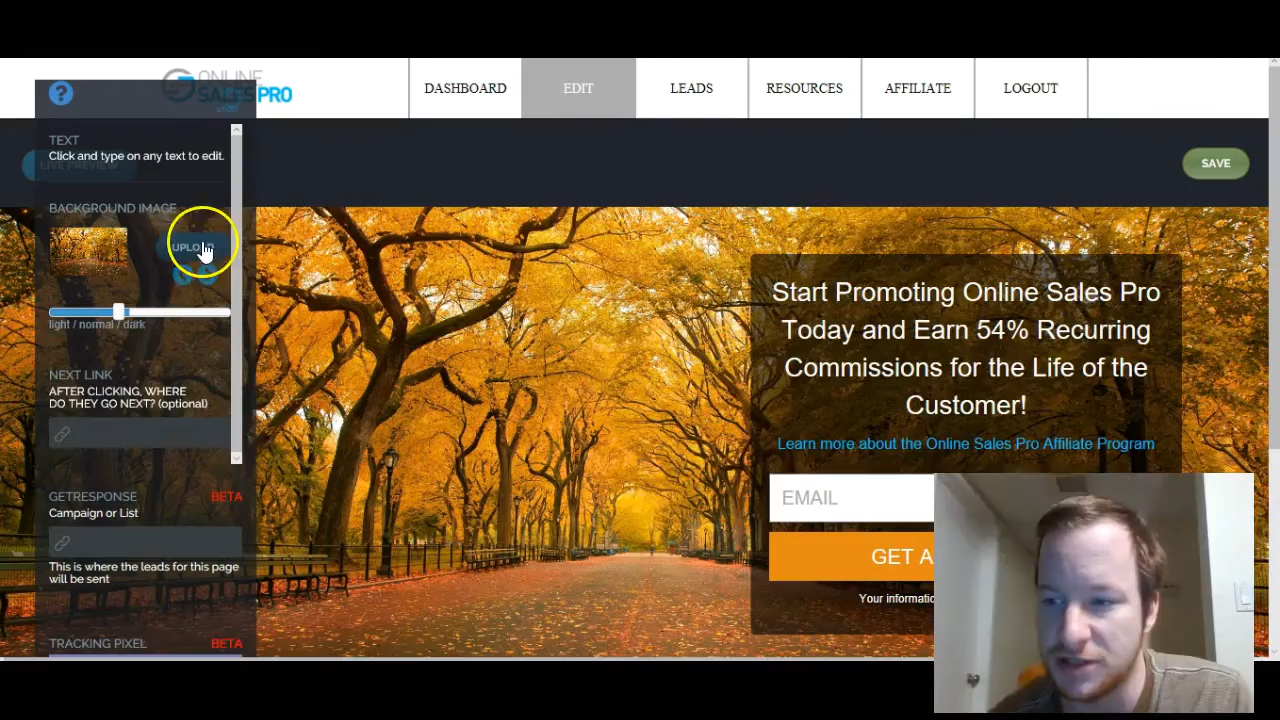 ONLINE
SALES PRO
DASHBOARD
EDIT
LEADS
RESOURCES
AFFILIATE
LOGOUT
?
TEXT
Click and type on any text to edit.
LIVE PREVIEW
SAVE
BACKGROUND IMAGE
UPLOAD
light / normal / dark
NEXT LINK
AFTER CLICKING, WHERE
DO THEY GO NEXT? (optional)
GETRESPONSE BETA
Campaign or List
This is where the leads for this page
will be sent
TRACKING PIXEL BETA
Start Promoting Online Sales Pro
Today and Earn 54% Recurring
Commissions for the Life of the
Customer!
Learn more about the Online Sales Pro Affiliate Program
EMAIL
GET A
Your informatio